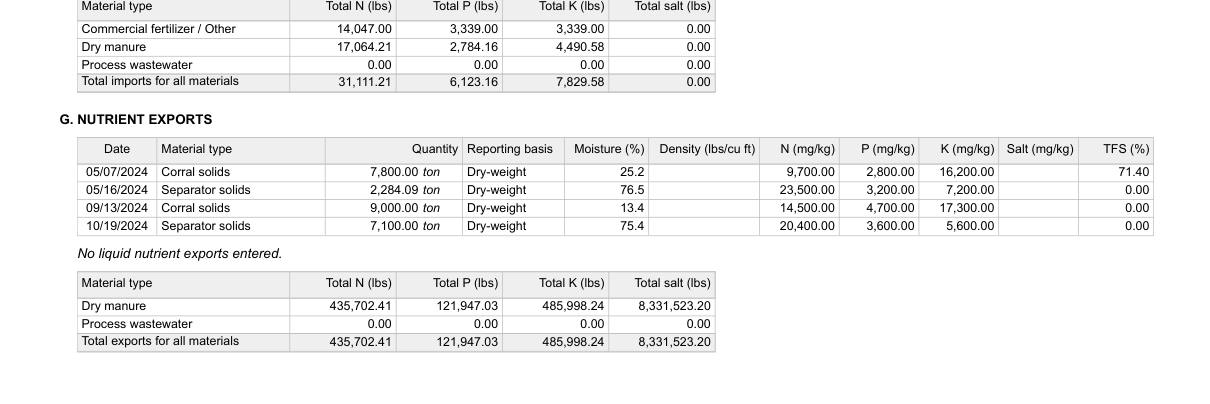 Material type Total N (lbs) Total P (lbs) Total K (lbs) Total salt (lbs)
Commercial fertilizer / Other 14,047.00 3,339.00 3,339.00 0.00
Dry manure 17,064.21 2,784.16 4,490.58 0.00
Process wastewater 0.00 0.00 0.00 0.00
Total imports for all materials 31,111.21 6,123.16 7,829.58 0.00
G. NUTRIENT EXPORTS
Date Material type Quantity Reporting basis Moisture (%) Density (lbs/cu ft) N (mg/kg) P (mg/kg) K (mg/kg) Salt (mg/kg) TFS (%)
05/07/2024 Corral solids 7,800.00 ton Dry-weight 25.2 9,700.00 2,800.00 16,200.00 71.40
05/16/2024 Separator solids 2,284.09 ton Dry-weight 76.5 23,500.00 3,200.00 7,200.00 0.00
09/13/2024 Corral solids 9,000.00 ton Dry-weight 13.4 14,500.00 4,700.00 17,300.00 0.00
10/19/2024 Separator solids 7,100.00 ton Dry-weight 75.4 20,400.00 3,600.00 5,600.00 0.00
No liquid nutrient exports entered.
Material type Total N (lbs) Total P (lbs) Total K (lbs) Total salt (lbs)
Dry manure 435,702.41 121,947.03 485,998.24 8,331,523.20
Process wastewater 0.00 0.00 0.00 0.00
Total exports for all materials 435,702.41 121,947.03 485,998.24 8,331,523.20